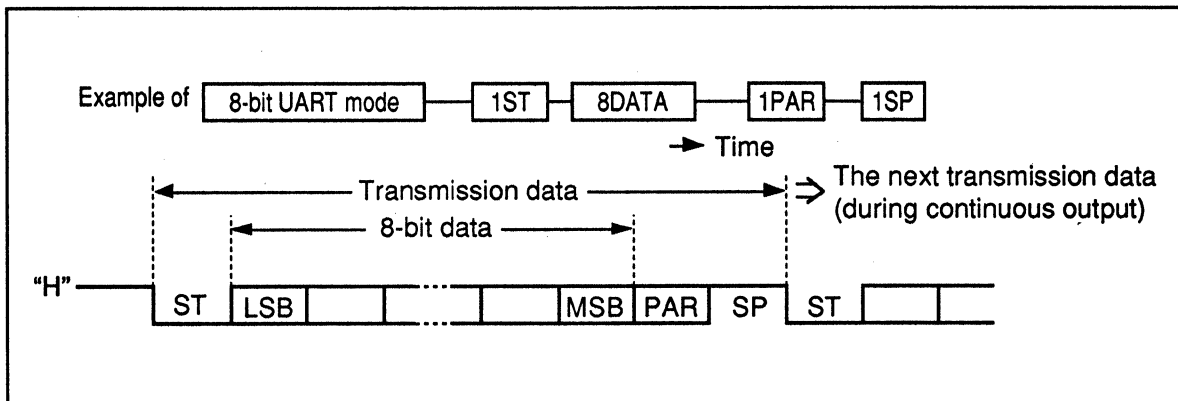 Example of 8-bit UART mode 1ST 8DATA 1PAR 1SP
Time
Transmission data
The next transmission data
(during continuous output)
8-bit data
“H”
ST LSB MSB PAR SP ST